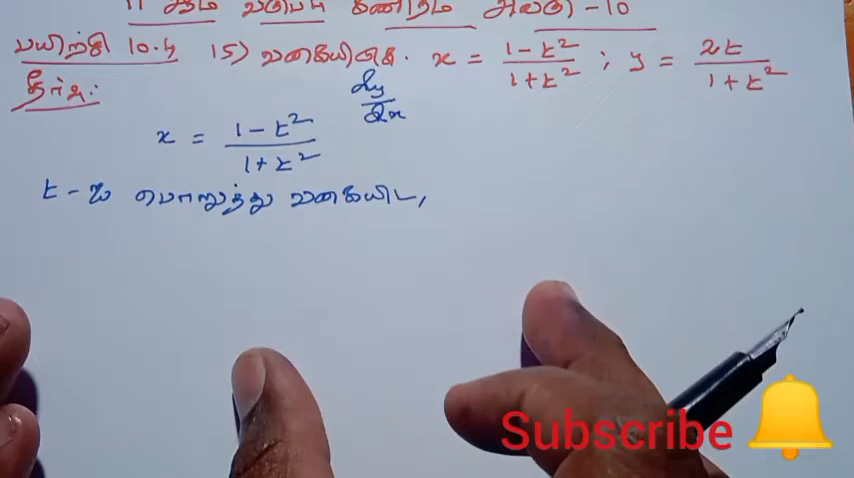 11 ஆம் வகுப்பு கணிதம் அலகு - 10
பயிற்சி 10.4 15) வகையிடுக. x = (1 - t²)/(1 + t²) ; y = 2t/(1 + t²)
தீர்வு: dy/dx
x = (1 - t²)/(1 + t²)
t - ஐ பொறுத்து வகையிட,
Subscribe